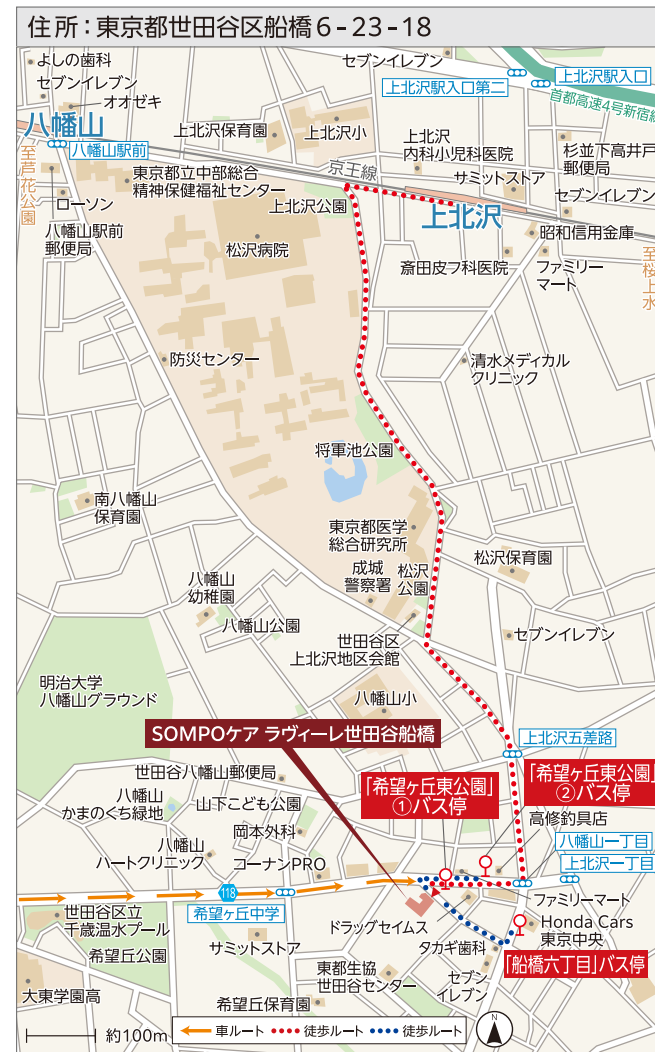 住所：東京都世田谷区船橋6-23-18
よしの歯科
セブンイレブン
オオゼキ
八幡山
八幡山駅前
至芦花公園
ローソン
八幡山駅前
郵便局
東京都立中部総合
精神保健福祉センター
上北沢保育園
上北沢小
セブンイレブン
上北沢駅入口第二
上北沢駅入口
首都高速4号新宿線
上北沢
内科小児科医院
杉並下高井戸
郵便局
京王線
サミットストア
セブンイレブン
上北沢公園
上北沢
昭和信用金庫
松沢病院
斎田皮フ科医院
ファミリー
マート
至桜上水
防災センター
清水メディカル
クリニック
将軍池公園
南八幡山
保育園
東京都医学
総合研究所
成城
警察署
松沢
公園
松沢保育園
八幡山
幼稚園
八幡山公園
世田谷区
上北沢地区会館
セブンイレブン
明治大学
八幡山グラウンド
八幡山小
SOMPOケア ラヴィーレ世田谷船橋
上北沢五差路
世田谷八幡山郵便局
「希望ヶ丘東公園」
①バス停
「希望ヶ丘東公園」
②バス停
八幡山
かまのくち緑地
山下こども公園
高修釣具店
岡本外科
八幡山一丁目
八幡山
ハートクリニック
コーナンPRO
上北沢一丁目
118
希望ヶ丘中学
ファミリーマート
世田谷区立
千歳温水プール
ドラッグセイムス
Honda Cars
東京中央
サミットストア
タカギ歯科
希望丘公園
「船橋六丁目」バス停
東都生協
世田谷センター
セブン
イレブン
大東学園高
希望丘保育園
約100m
車ルート
徒歩ルート
徒歩ルート
N